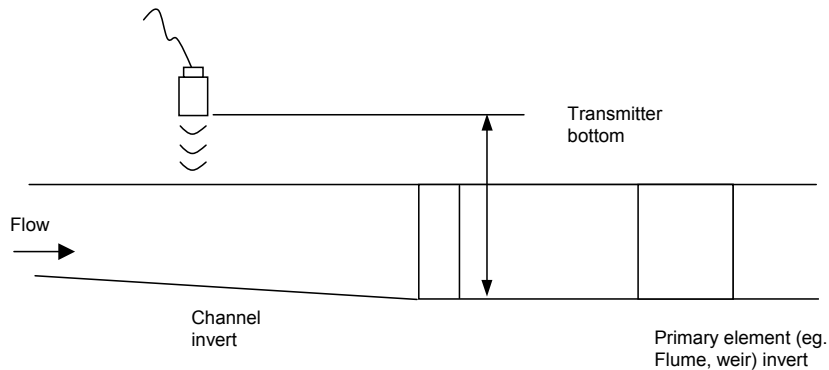 Transmitter
bottom
Flow
Channel
invert
Primary element (eg.
Flume, weir) invert